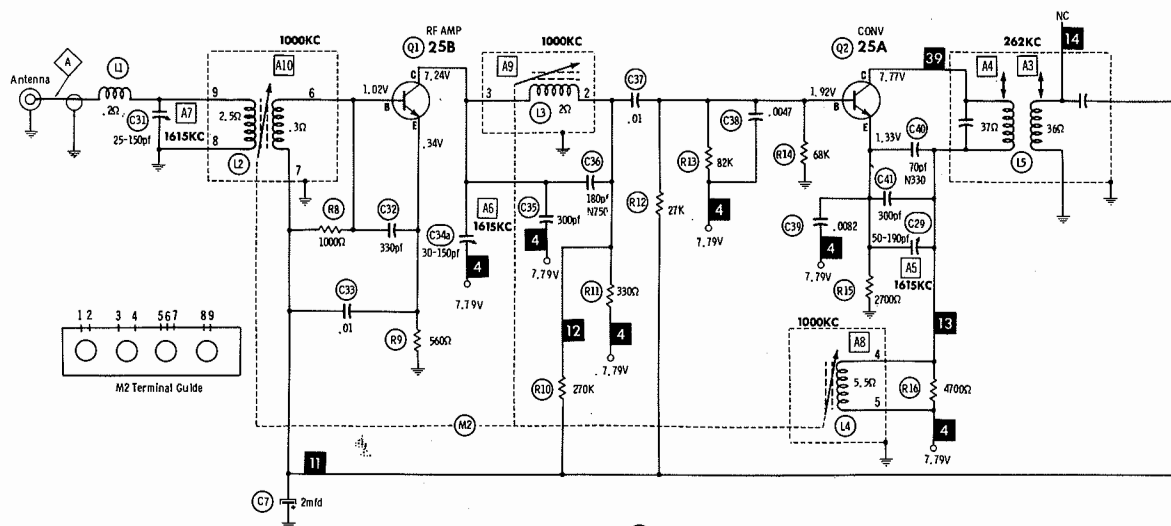 Antenna
A
L1
.2Ω
C31
25-150pf
A7
1615KC
1000KC
A10
9
2.5Ω
8
L2
6
.3Ω
7
R8
1000Ω
C32
330pf
C33
.01
RF AMP
Q1 25B
C
7.24V
1.02V
B
E
.34V
R9
560Ω
C34a
30-150pf
A6
1615KC
4
7.79V
1000KC
A9
3
2
2Ω
L3
C35
300pf
4
7.79V
C36
180pf
N750
C37
.01
12
R10
270K
R11
330Ω
4
7.79V
R12
27K
R13
82K
4
7.79V
C38
.0047
R14
68K
CONV
Q2 25A
C
7.77V
1.92V
B
E
1.33V
39
C40
70pf
N330
C41
300pf
C39
.0082
4
7.79V
50-190pf
C29
A5
1615KC
R15
2700Ω
13
262KC
A4
A3
NC
14
37Ω
36Ω
L5
1000KC
A8
4
5.5Ω
5
L4
R16
4700Ω
4
7.79V
M2
1 2 3 4 5 6 7 8 9
M2 Terminal Guide
11
C7
2mfd
+